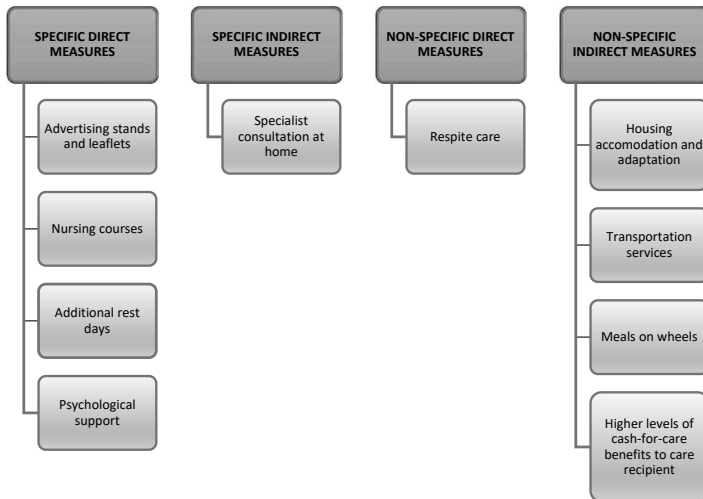 SPECIFIC DIRECT
MEASURES
Advertising stands
and leaflets
Nursing courses
Additional rest
days
Psychological
support
SPECIFIC INDIRECT
MEASURES
Specialist
consultation at
home
NON-SPECIFIC DIRECT
MEASURES
Respite care
NON-SPECIFIC
INDIRECT MEASURES
Housing
accomodation and
adaptation
Transportation
services
Meals on wheels
Higher levels of
cash-for-care
benefits to care
recipient